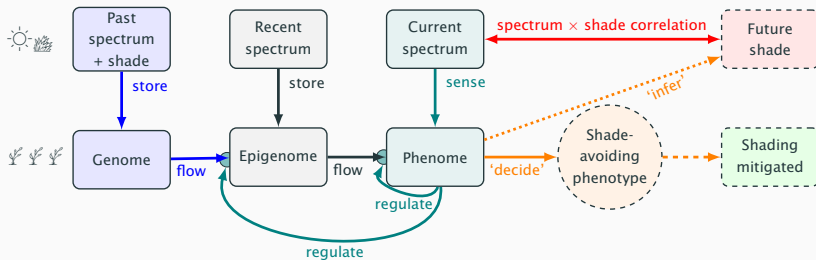 Past
spectrum
+ shade
Recent
spectrum
Current
spectrum
spectrum × shade correlation
Future
shade
store
store
sense
'infer'
Genome
flow
Epigenome
flow
Phenome
'decide'
Shade-
avoiding
phenotype
Shading
mitigated
regulate
regulate